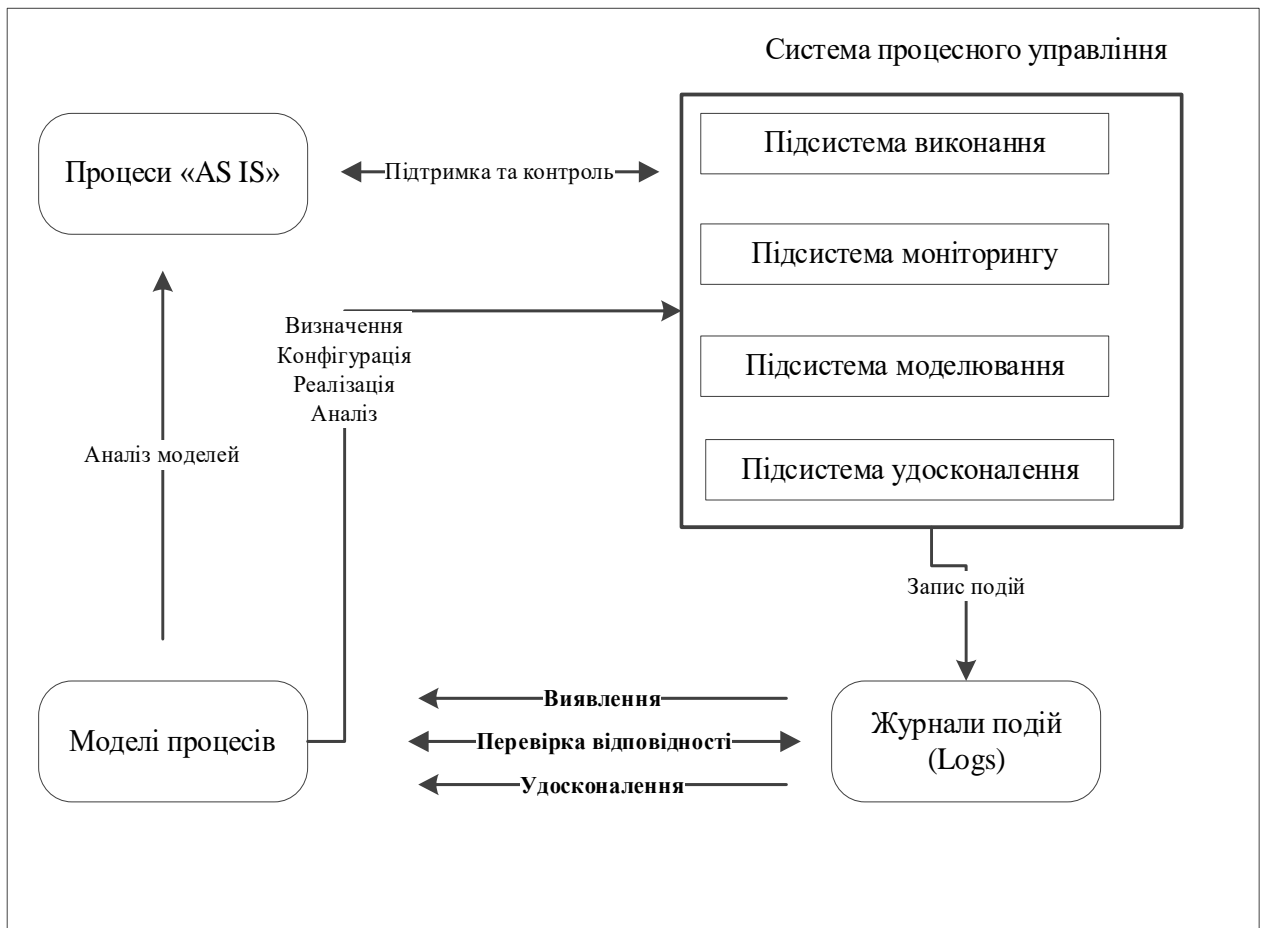 Система процесного управління
Підсистема виконання
Процеси «AS IS»
Підтримка та контроль
Підсистема моніторингу
Визначення
Конфігурація
Реалізація
Аналіз
Підсистема моделювання
Аналіз моделей
Підсистема удосконалення
Запис подій
Виявлення
Моделі процесів
Перевірка відповідності
Журнали подій
(Logs)
Удосконалення